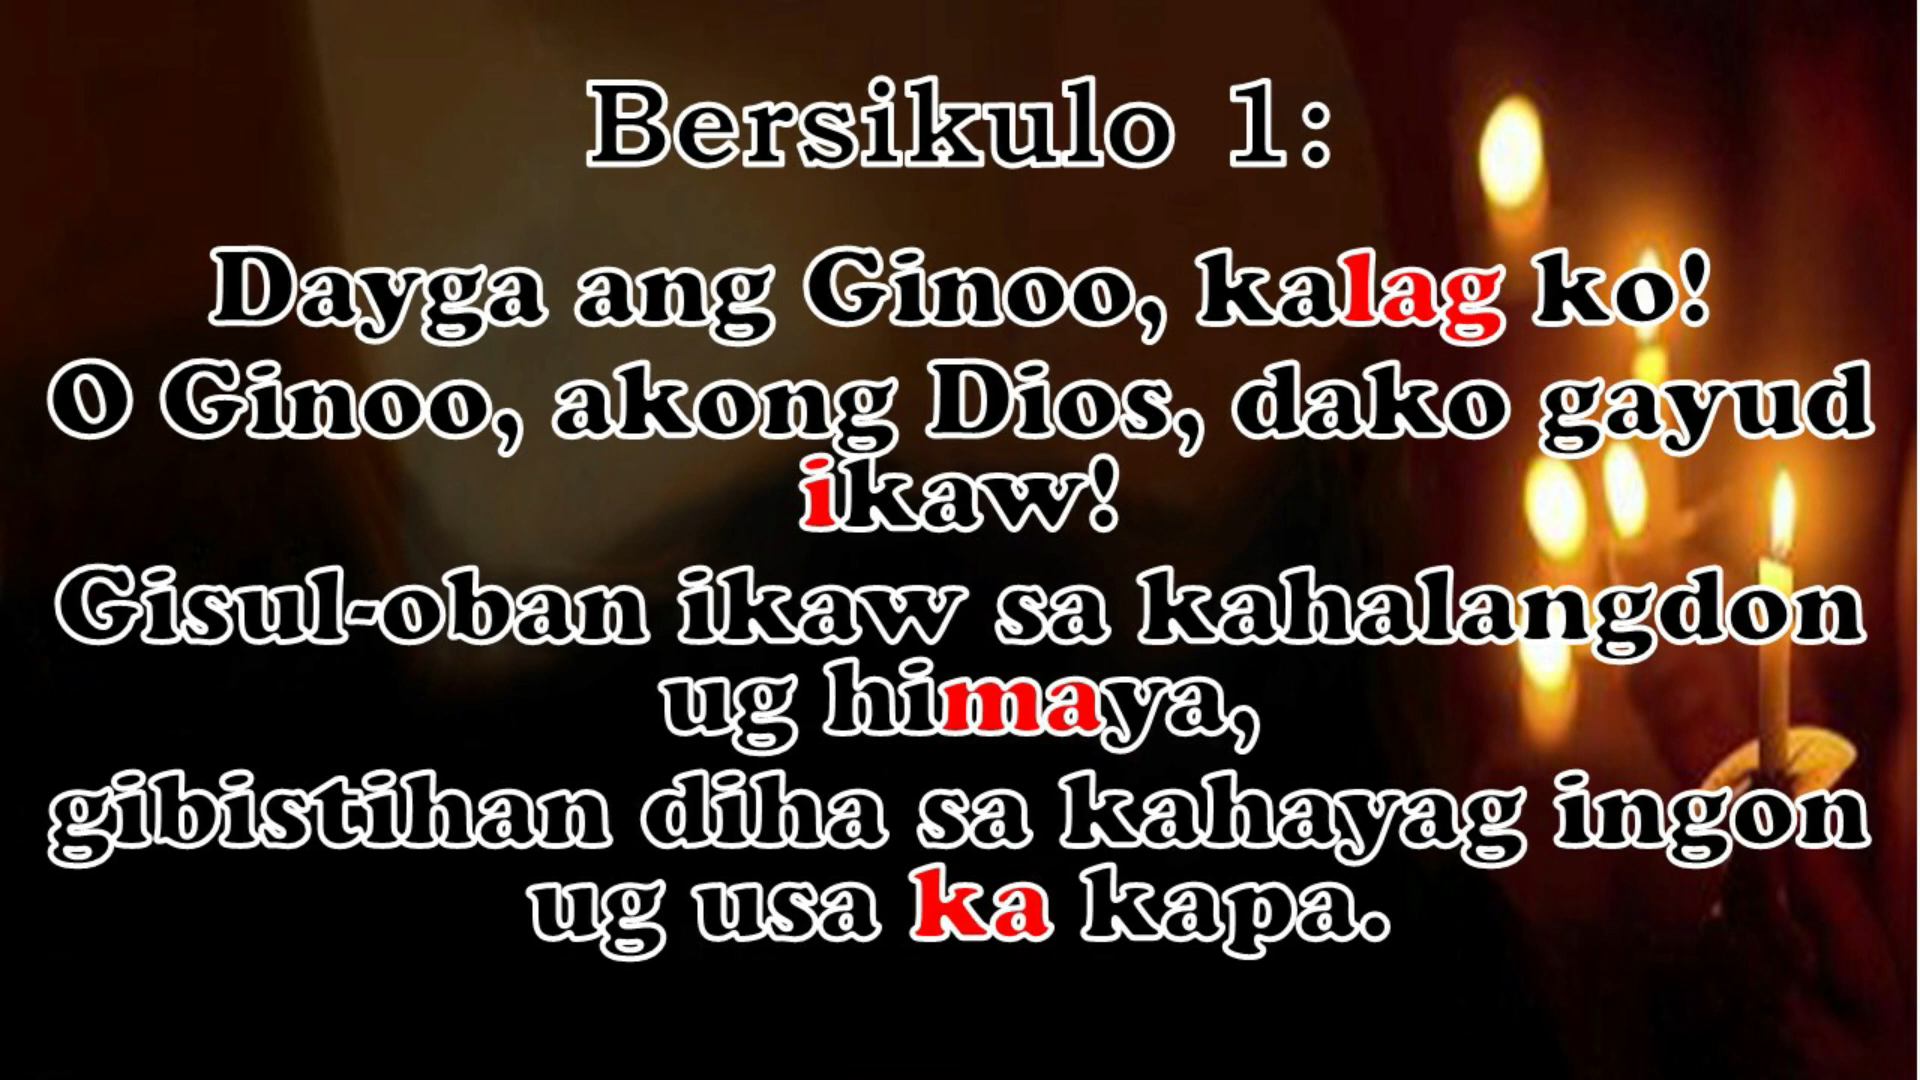 Bersikulo 1:
Dayga ang Ginoo, kalag ko!
O Ginoo, akong Dios, dako gayud
ikaw!
Gisul-oban ikaw sa kahalangdon
ug himaya,
gibistihan diha sa kahayag ingon
ug usa ka kapa.